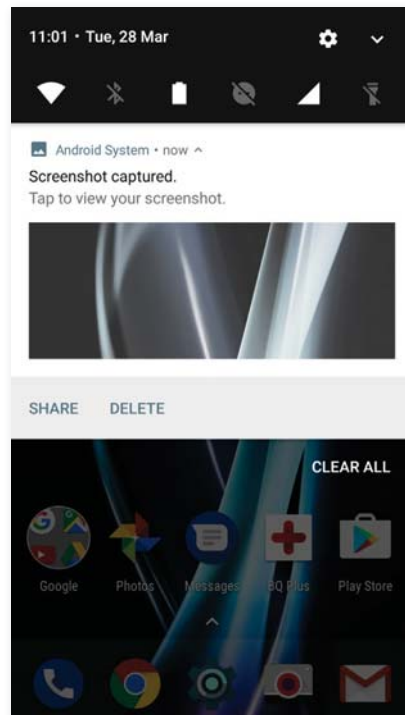 11:01 • Tue, 28 Mar
Android System • now
Screenshot captured.
Tap to view your screenshot.
SHARE DELETE
CLEAR ALL
Google Photos Messages BQ Plus Play Store